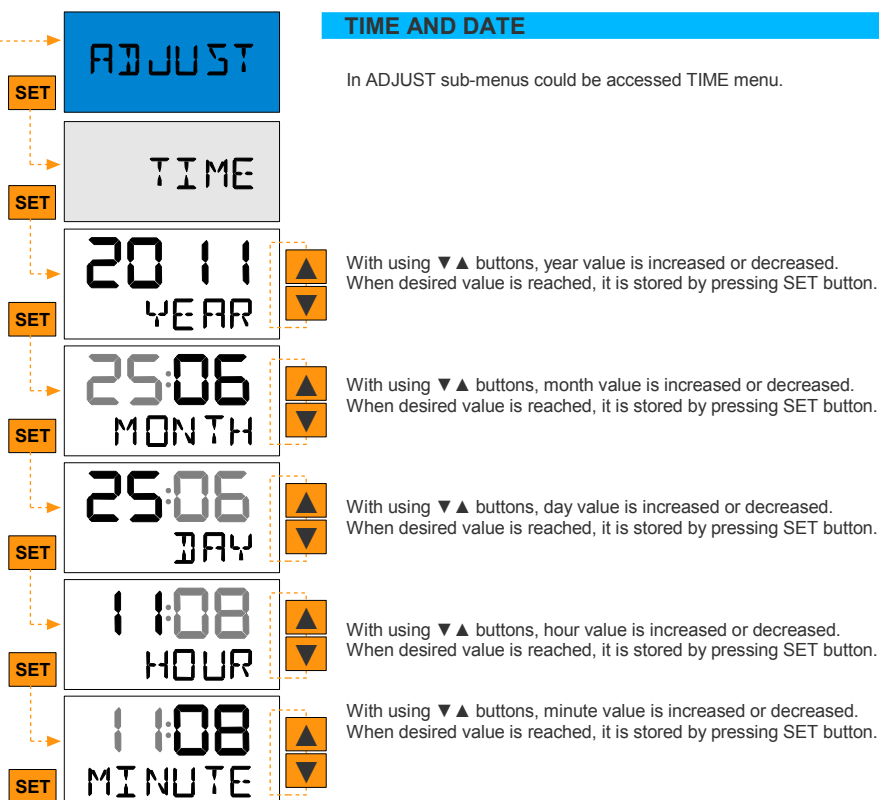 TIME AND DATE
ADJUST
In ADJUST sub-menus could be accessed TIME menu.
SET
TIME
SET
2011
YEAR
With using ▼▲ buttons, year value is increased or decreased.
When desired value is reached, it is stored by pressing SET button.
SET
25:06
MONTH
With using ▼▲ buttons, month value is increased or decreased.
When desired value is reached, it is stored by pressing SET button.
SET
25:06
DAY
With using ▼▲ buttons, day value is increased or decreased.
When desired value is reached, it is stored by pressing SET button.
SET
11:08
HOUR
With using ▼▲ buttons, hour value is increased or decreased.
When desired value is reached, it is stored by pressing SET button.
SET
11:08
MINUTE
With using ▼▲ buttons, minute value is increased or decreased.
When desired value is reached, it is stored by pressing SET button.
SET